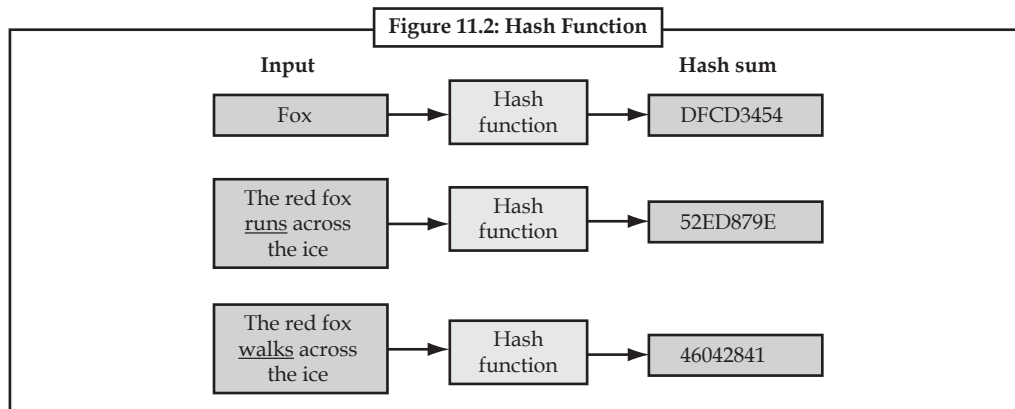 Figure 11.2: Hash Function
Input
Hash sum
Fox
Hash
function
DFCD3454
The red fox
runs across
the ice
Hash
function
52ED879E
The red fox
walks across
the ice
Hash
function
46042841